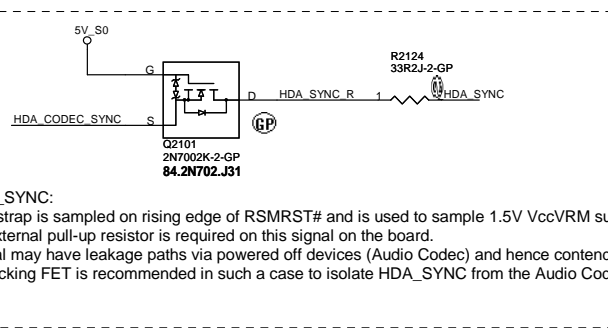 5V_S0
R2124
33R2J-2-GP
G
D
HDA_SYNC_R
1
HDA_SYNC
HDA_CODEC_SYNC
S
GP
Q2101
2N7002K-2-GP
84.2N702.J31
_SYNC:
strap is sampled on rising edge of RSMRST# and is used to sample 1.5V VccVRM su
xternal pull-up resistor is required on this signal on the board.
al may have leakage paths via powered off devices (Audio Codec) and hence contend
cking FET is recommended in such a case to isolate HDA_SYNC from the Audio Cod